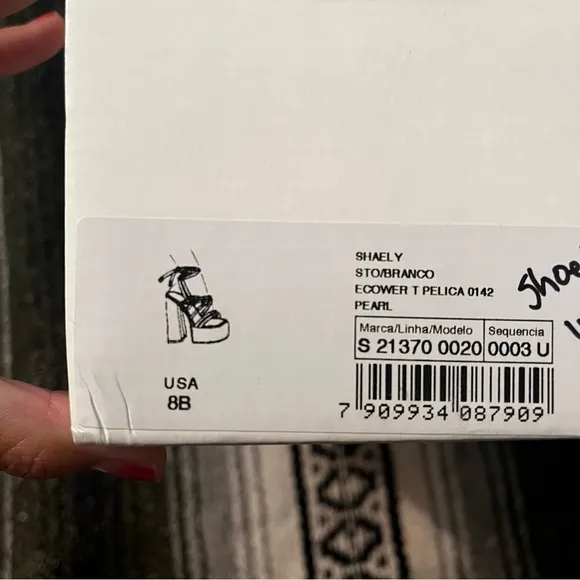 SHAELY
STO/BRANCO
ECOWER T PELICA 0142
PEARL
Marca/Linha/Modelo Sequencia
S 21370 0020 0003 U
7 909934 087909
USA
8B